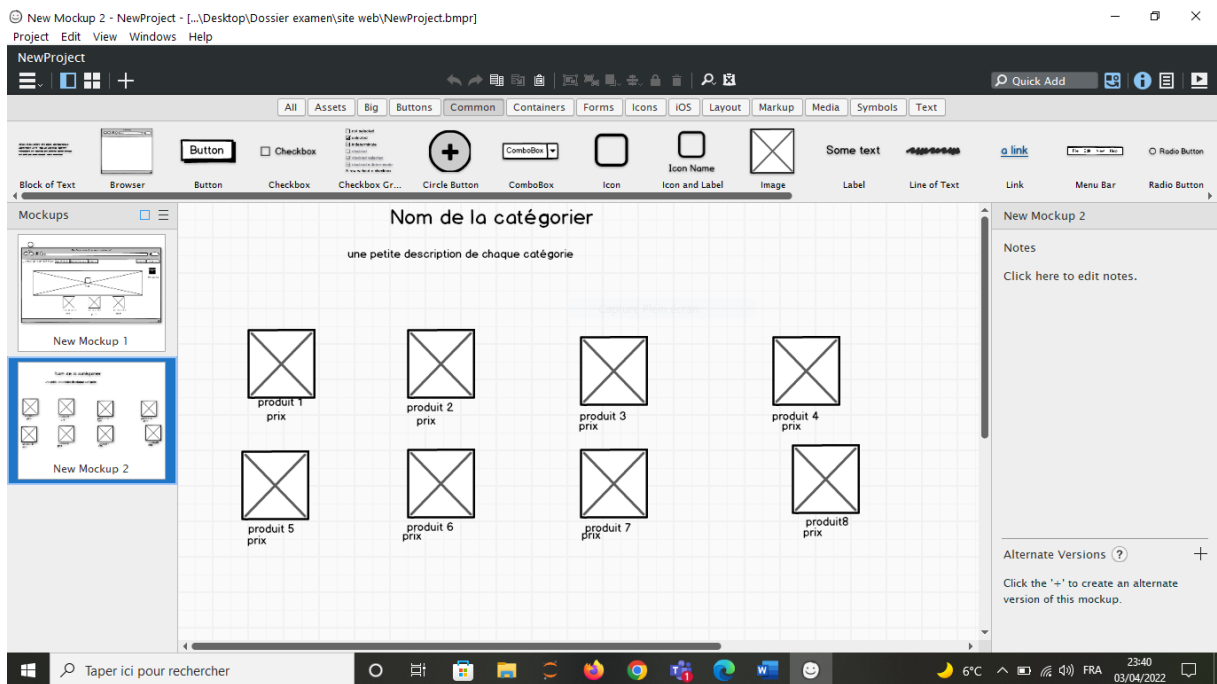 New Mockup 2 - NewProject - [...\Desktop\Dossier examen\site web\NewProject.bmpr]
Project Edit View Windows Help
NewProject
Quick Add
All Assets Big Buttons Common Containers Forms Icons iOS Layout Markup Media Symbols Text
Button Checkbox ComboBox Icon Name Some text a link Radio Button
Block of Text Browser Button Checkbox Checkbox Gr... Circle Button ComboBox Icon Icon and Label Image Label Line of Text Link Menu Bar Radio Button
Mockups
New Mockup 1
New Mockup 2
Nom de la catégorier
une petite description de chaque catégorie
produit 1
prix
produit 2
prix
produit 3
prix
produit 4
prix
produit 5
prix
produit 6
prix
produit 7
prix
produit8
prix
New Mockup 2
Notes
Click here to edit notes.
Alternate Versions ?
Click the '+' to create an alternate
version of this mockup.
Taper ici pour rechercher
6°C
FRA
23:40
03/04/2022